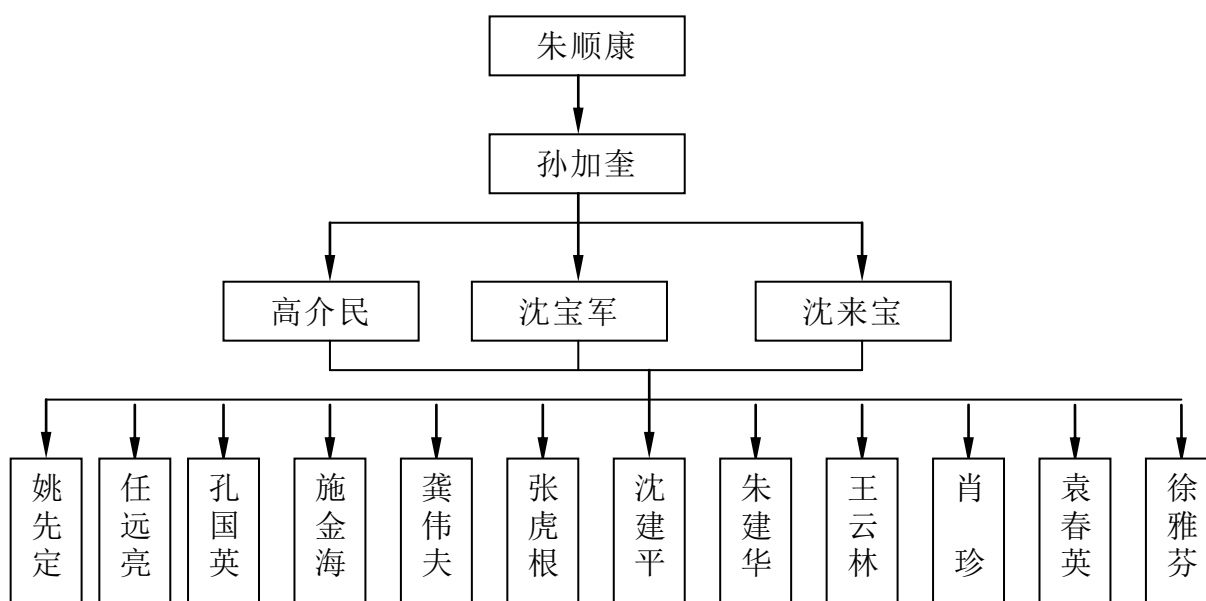 朱顺康
孙加奎
高介民
沈宝军
沈来宝
姚先定
任远亮
孔国英
施金海
龚伟夫
张虎根
沈建平
朱建华
王云林
肖 珍
袁春英
徐雅芬